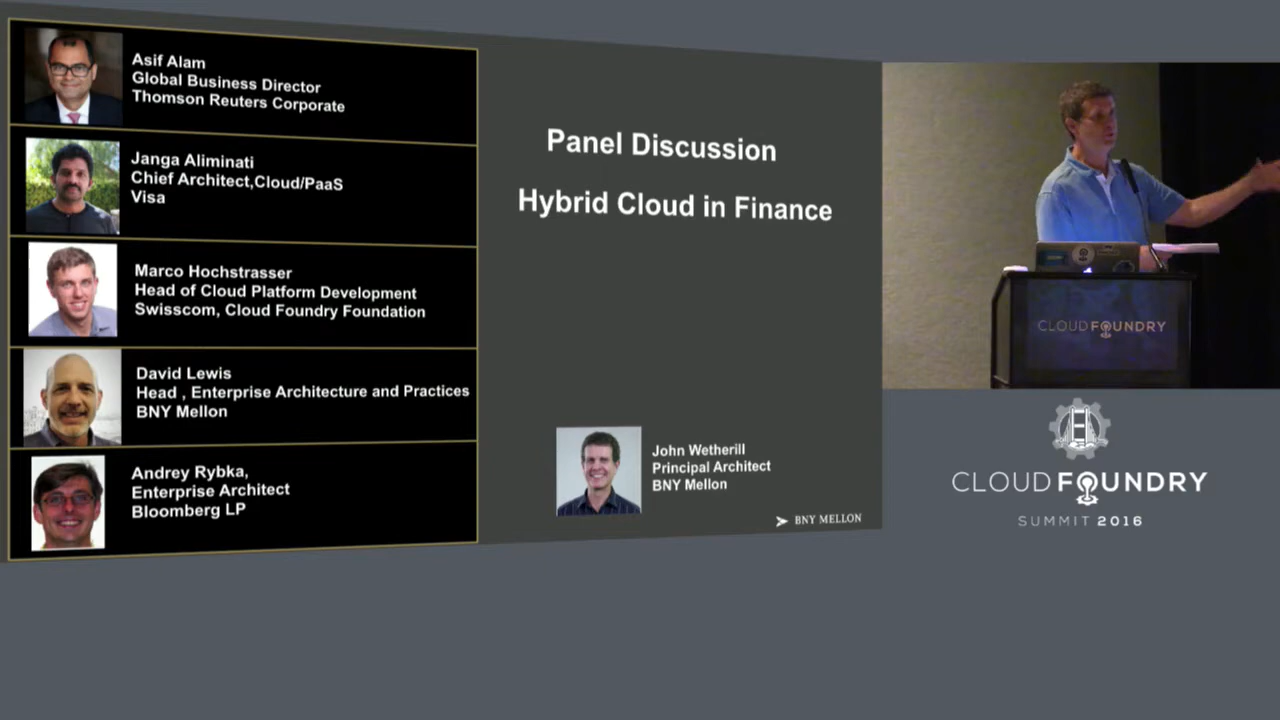 Asif Alam
Global Business Director
Thomson Reuters Corporate
Janga Aliminati
Chief Architect,Cloud/PaaS
Visa
Marco Hochstrasser
Head of Cloud Platform Development
Swisscom, Cloud Foundry Foundation
David Lewis
Head , Enterprise Architecture and Practices
BNY Mellon
Andrey Rybka,
Enterprise Architect
Bloomberg LP
Panel Discussion
Hybrid Cloud in Finance
John Wetherill
Principal Architect
BNY Mellon
BNY MELLON
CLOUD FOUNDRY
CLOUD FOUNDRY
SUMMIT 2016